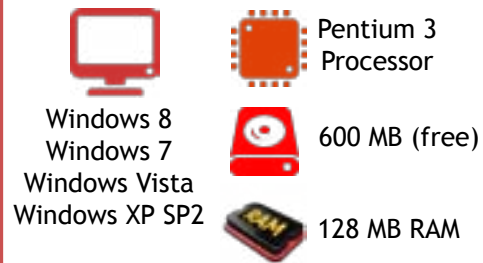 Windows 8
Windows 7
Windows Vista
Windows XP SP2
Pentium 3
Processor
600 MB (free)
RAM
128 MB RAM